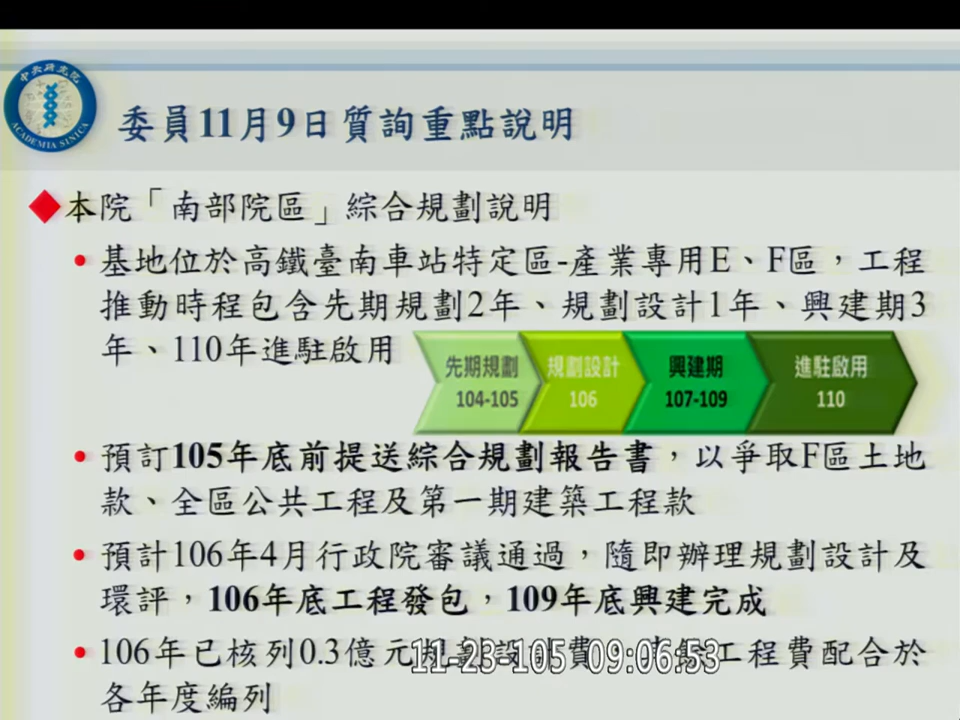 中央研究院
ACADEMIA SINICA
委員11月9日質詢重點說明
本院「南部院區」綜合規劃說明
• 基地位於高鐵臺南車站特定區-產業專用E、F區，工程
推動時程包含先期規劃2年、規劃設計1年、興建期3
年、110年進駐啟用
先期規劃
104-105
規劃設計
106
興建期
107-109
進駐啟用
110
• 預訂105年底前提送綜合規劃報告書，以爭取F區土地
款、全區公共工程及第一期建築工程款
• 預計106年4月行政院審議通過，隨即辦理規劃設計及
環評，106年底工程發包，109年底興建完成
• 106年已核列0.3億元規劃設計費，工程費配合於
各年度編列
11-23-105 09:06:53